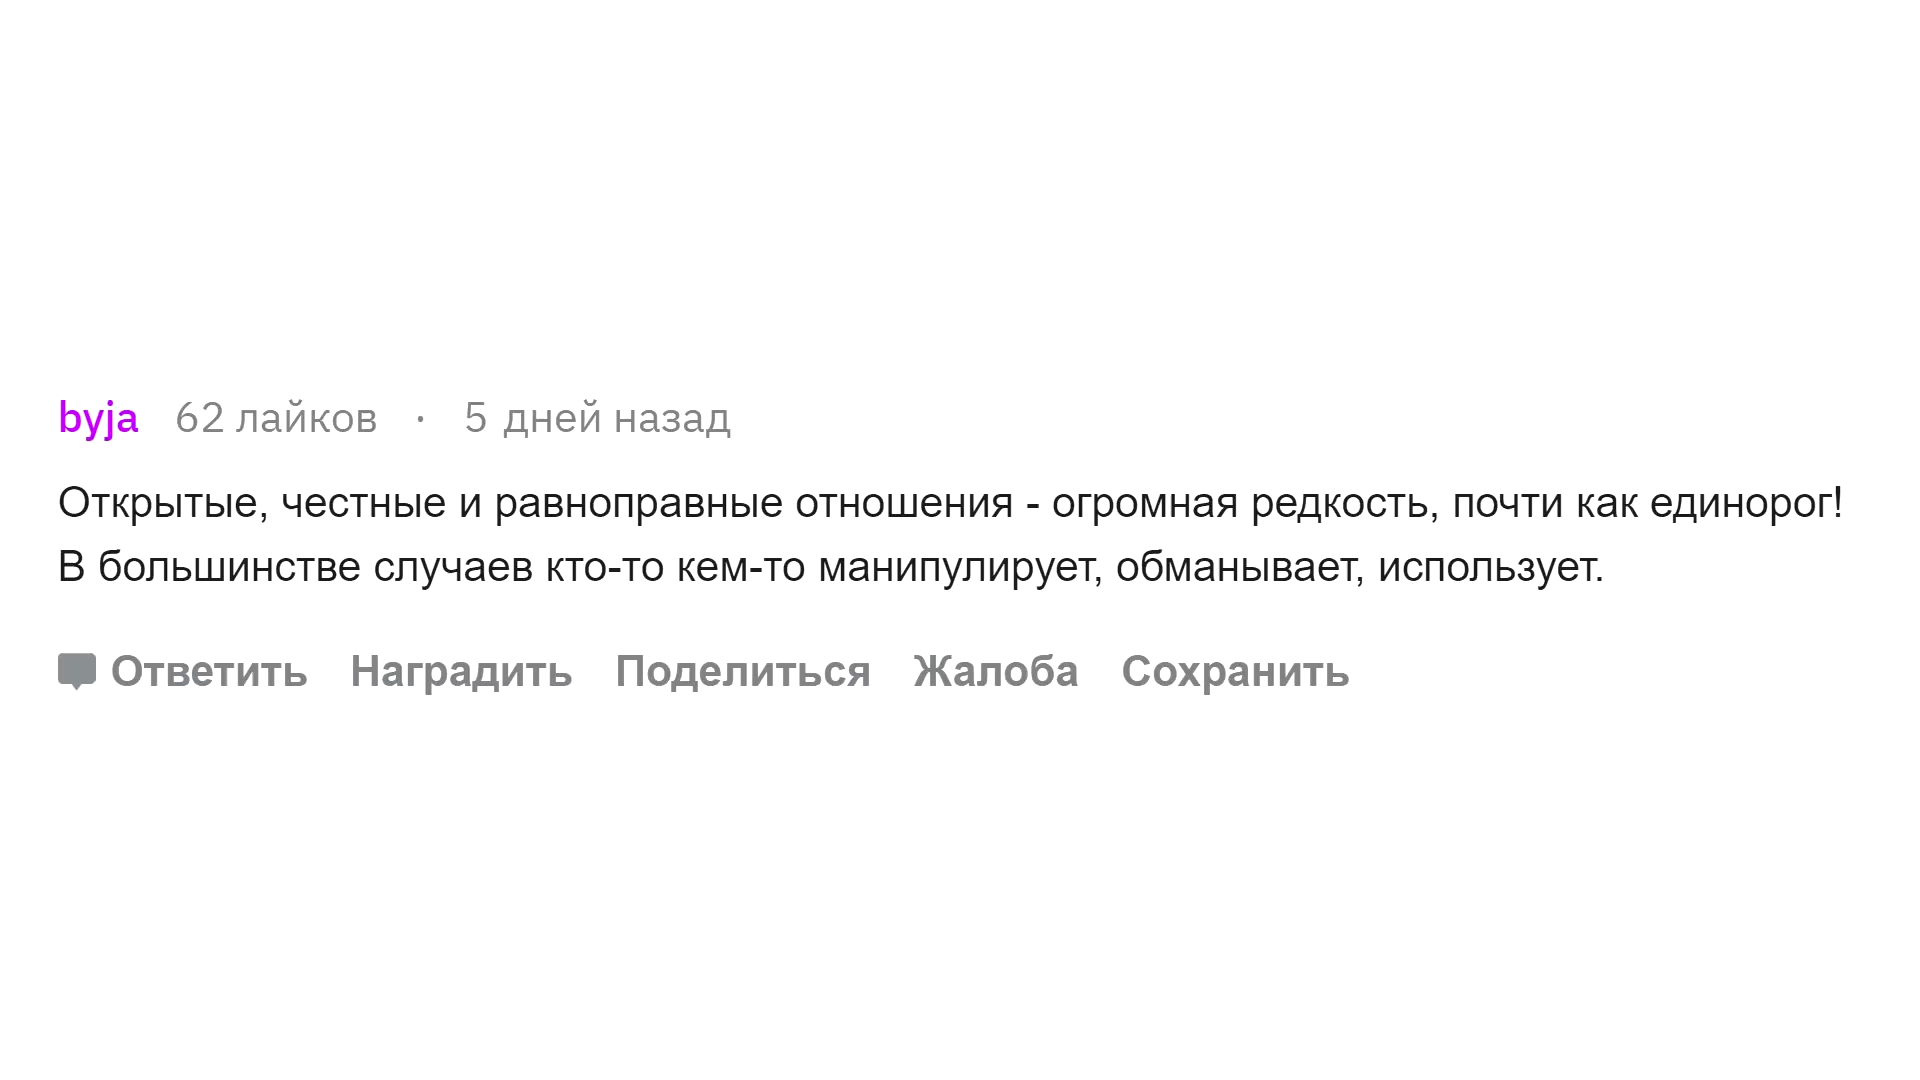 byja 62 лайков · 5 дней назад
Открытые, честные и равноправные отношения - огромная редкость, почти как единорог!
В большинстве случаев кто-то кем-то манипулирует, обманывает, использует.
Ответить Наградить Поделиться Жалоба Сохранить